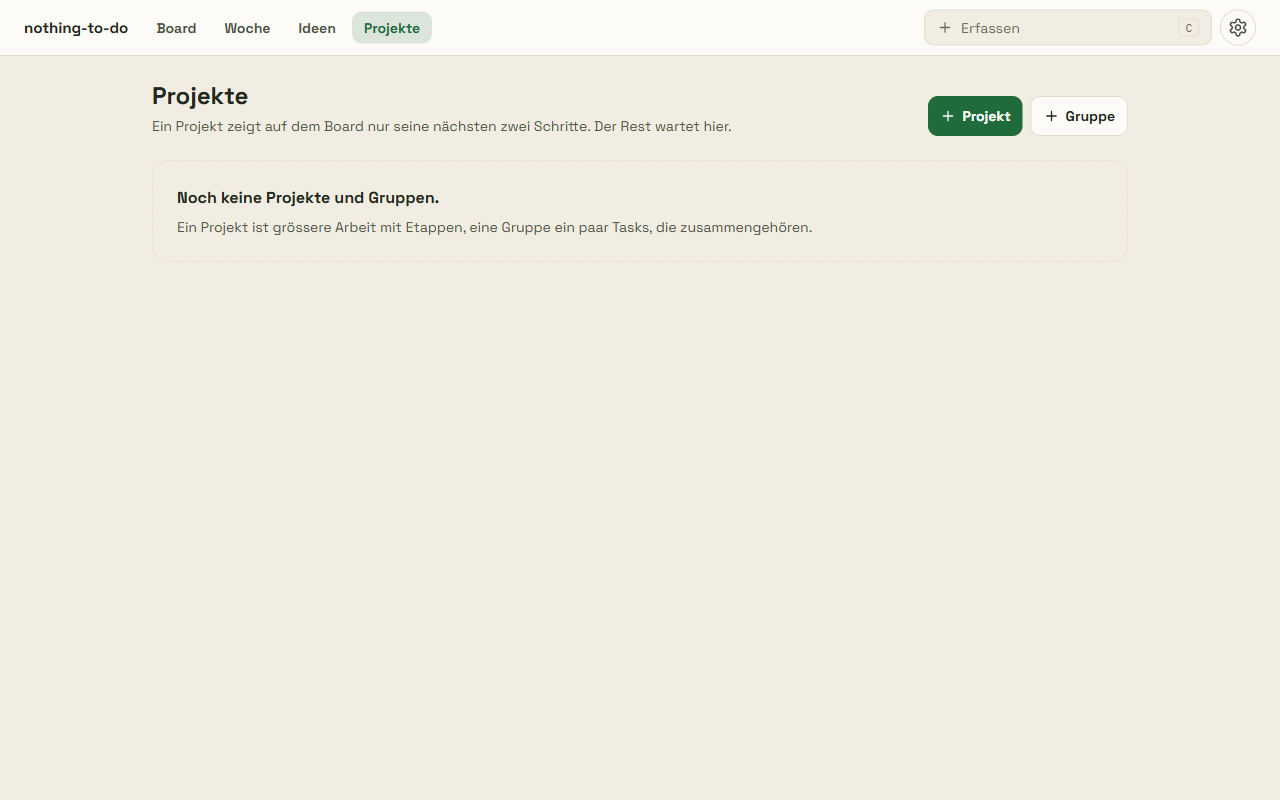 nothing-to-do Board Woche Ideen Projekte + Erfassen C
Projekte
Ein Projekt zeigt auf dem Board nur seine nächsten zwei Schritte. Der Rest wartet hier.
+ Projekt + Gruppe
Noch keine Projekte und Gruppen.
Ein Projekt ist grössere Arbeit mit Etappen, eine Gruppe ein paar Tasks, die zusammengehören.